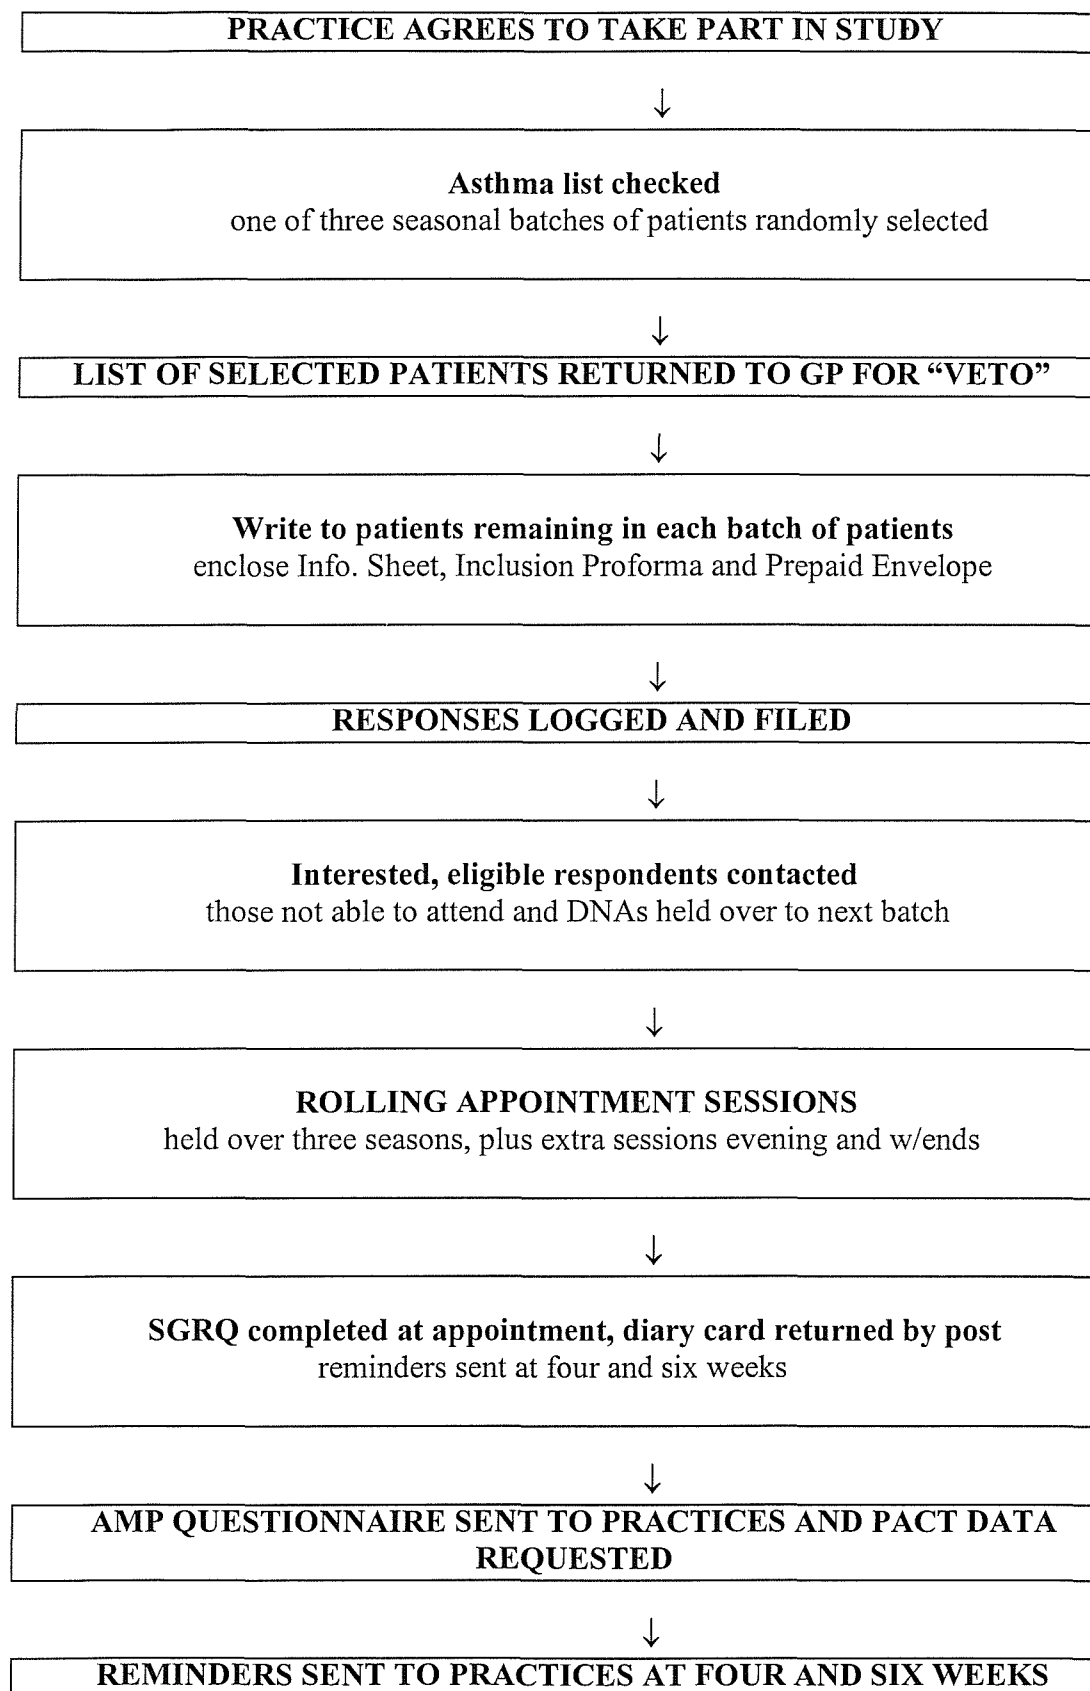 PRACTICE AGREES TO TAKE PART IN STUDY
↓
Asthma list checked
one of three seasonal batches of patients randomly selected
↓
LIST OF SELECTED PATIENTS RETURNED TO GP FOR “VETO”
↓
Write to patients remaining in each batch of patients
enclose Info. Sheet, Inclusion Proforma and Prepaid Envelope
↓
RESPONSES LOGGED AND FILED
↓
Interested, eligible respondents contacted
those not able to attend and DNAs held over to next batch
↓
ROLLING APPOINTMENT SESSIONS
held over three seasons, plus extra sessions evening and w/ends
↓
SGRQ completed at appointment, diary card returned by post
reminders sent at four and six weeks
↓
AMP QUESTIONNAIRE SENT TO PRACTICES AND PACT DATA
REQUESTED
↓
REMINDERS SENT TO PRACTICES AT FOUR AND SIX WEEKS